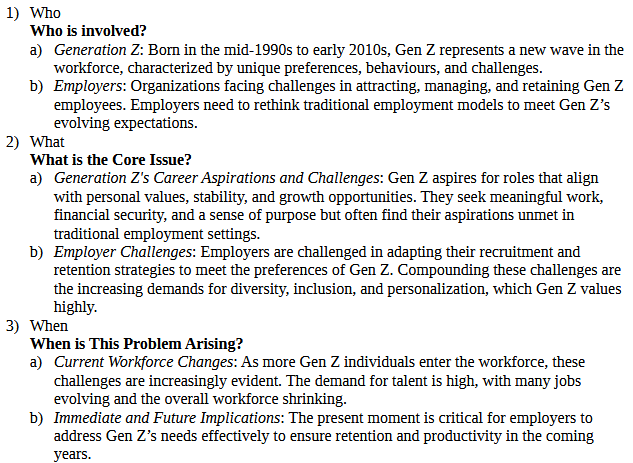 1) Who
Who is involved?
a) Generation Z: Born in the mid-1990s to early 2010s, Gen Z represents a new wave in the
workforce, characterized by unique preferences, behaviours, and challenges.
b) Employers: Organizations facing challenges in attracting, managing, and retaining Gen Z
employees. Employers need to rethink traditional employment models to meet Gen Z’s
evolving expectations.
2) What
What is the Core Issue?
a) Generation Z's Career Aspirations and Challenges: Gen Z aspires for roles that align
with personal values, stability, and growth opportunities. They seek meaningful work,
financial security, and a sense of purpose but often find their aspirations unmet in
traditional employment settings.
b) Employer Challenges: Employers are challenged in adapting their recruitment and
retention strategies to meet the preferences of Gen Z. Compounding these challenges are
the increasing demands for diversity, inclusion, and personalization, which Gen Z values
highly.
3) When
When is This Problem Arising?
a) Current Workforce Changes: As more Gen Z individuals enter the workforce, these
challenges are increasingly evident. The demand for talent is high, with many jobs
evolving and the overall workforce shrinking.
b) Immediate and Future Implications: The present moment is critical for employers to
address Gen Z’s needs effectively to ensure retention and productivity in the coming
years.